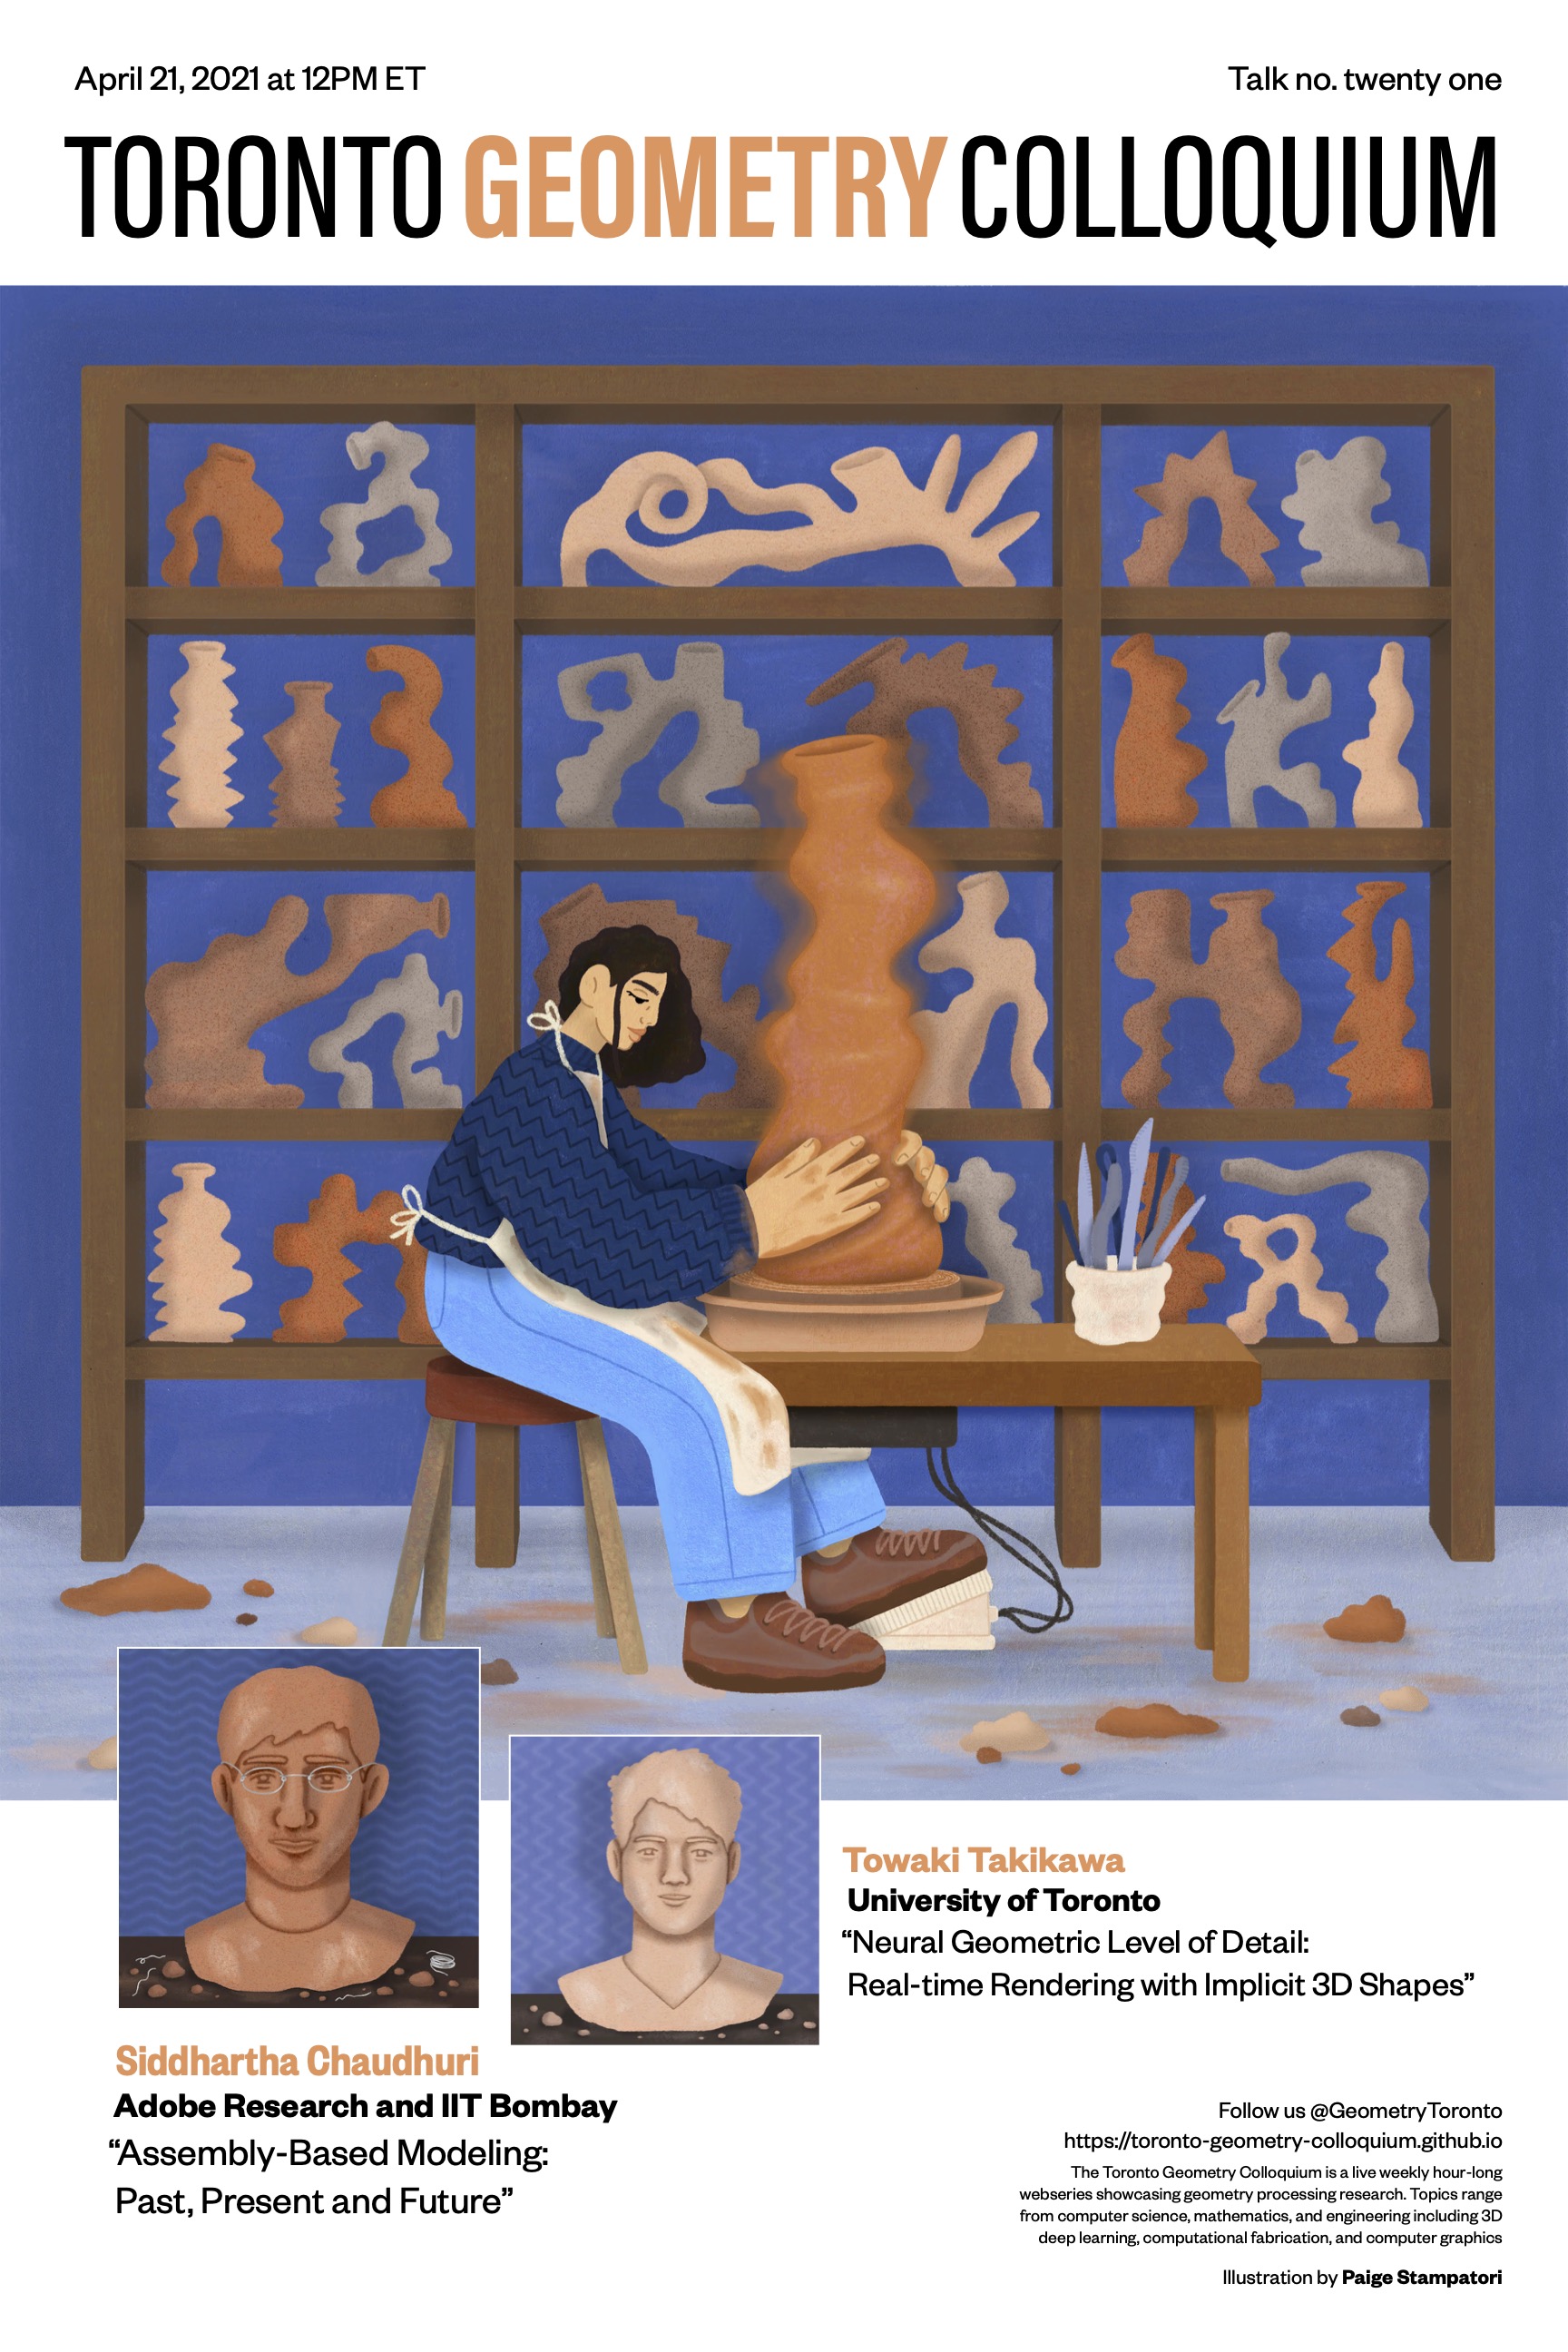 April 21, 2021 at 12PM ET
Talk no. twenty one
TORONTO GEOMETRY COLLOQUIUM
Towaki Takikawa
University of Toronto
“Neural Geometric Level of Detail:
Real-time Rendering with Implicit 3D Shapes”
Siddhartha Chaudhuri
Adobe Research and IIT Bombay
“Assembly-Based Modeling:
Past, Present and Future”
Follow us @GeometryToronto
https://toronto-geometry-colloquium.github.io
The Toronto Geometry Colloquium is a live weekly hour-long
webseries showcasing geometry processing research. Topics range
from computer science, mathematics, and engineering including 3D
deep learning, computational fabrication, and computer graphics
Illustration by Paige Stampatori